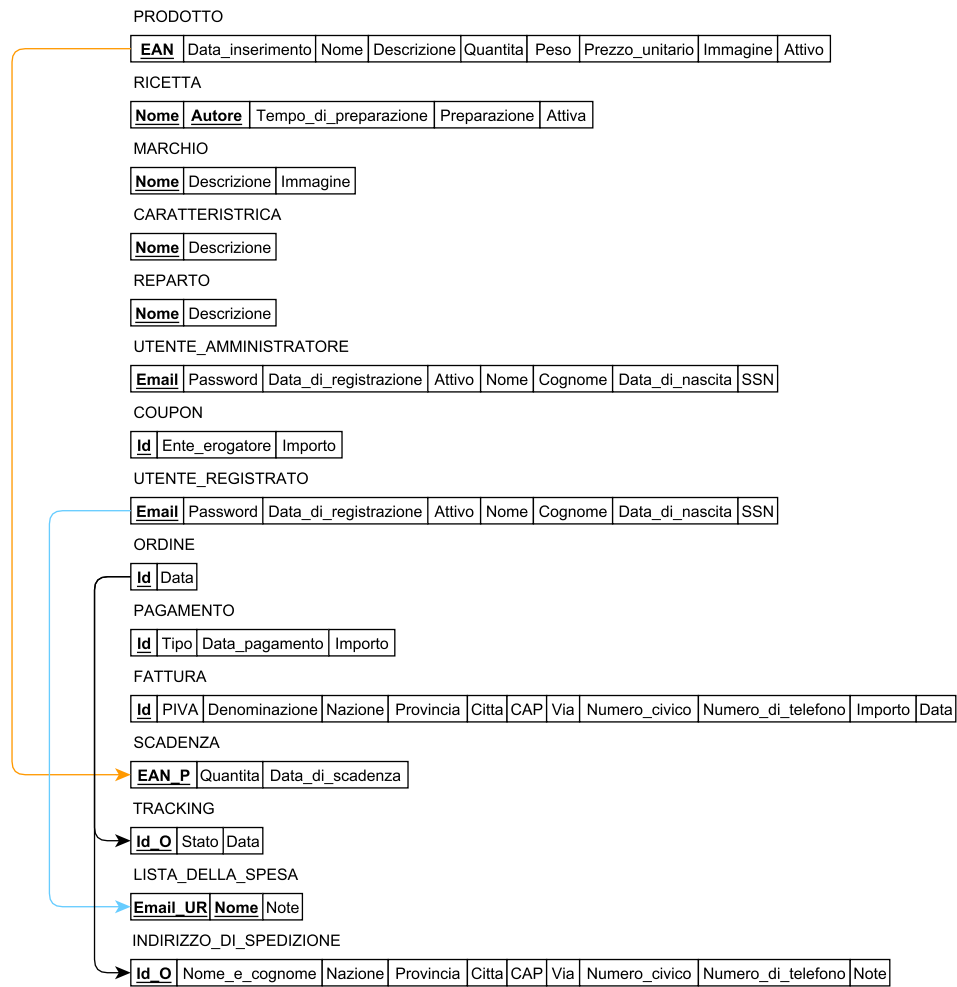 PRODOTTO
EAN Data_inserimento Nome Descrizione Quantita Peso Prezzo_unitario Immagine Attivo
RICETTA
Nome Autore Tempo_di_preparazione Preparazione Attiva
MARCHIO
Nome Descrizione Immagine
CARATTERISTRICA
Nome Descrizione
REPARTO
Nome Descrizione
UTENTE_AMMINISTRATORE
Email Password Data_di_registrazione Attivo Nome Cognome Data_di_nascita SSN
COUPON
Id Ente_erogatore Importo
UTENTE_REGISTRATO
Email Password Data_di_registrazione Attivo Nome Cognome Data_di_nascita SSN
ORDINE
Id Data
PAGAMENTO
Id Tipo Data_pagamento Importo
FATTURA
Id PIVA Denominazione Nazione Provincia Citta CAP Via Numero_civico Numero_di_telefono Importo Data
SCADENZA
EAN_P Quantita Data_di_scadenza
TRACKING
Id_O Stato Data
LISTA_DELLA_SPESA
Email_UR Nome Note
INDIRIZZO_DI_SPEDIZIONE
Id_O Nome_e_cognome Nazione Provincia Citta CAP Via Numero_civico Numero_di_telefono Note